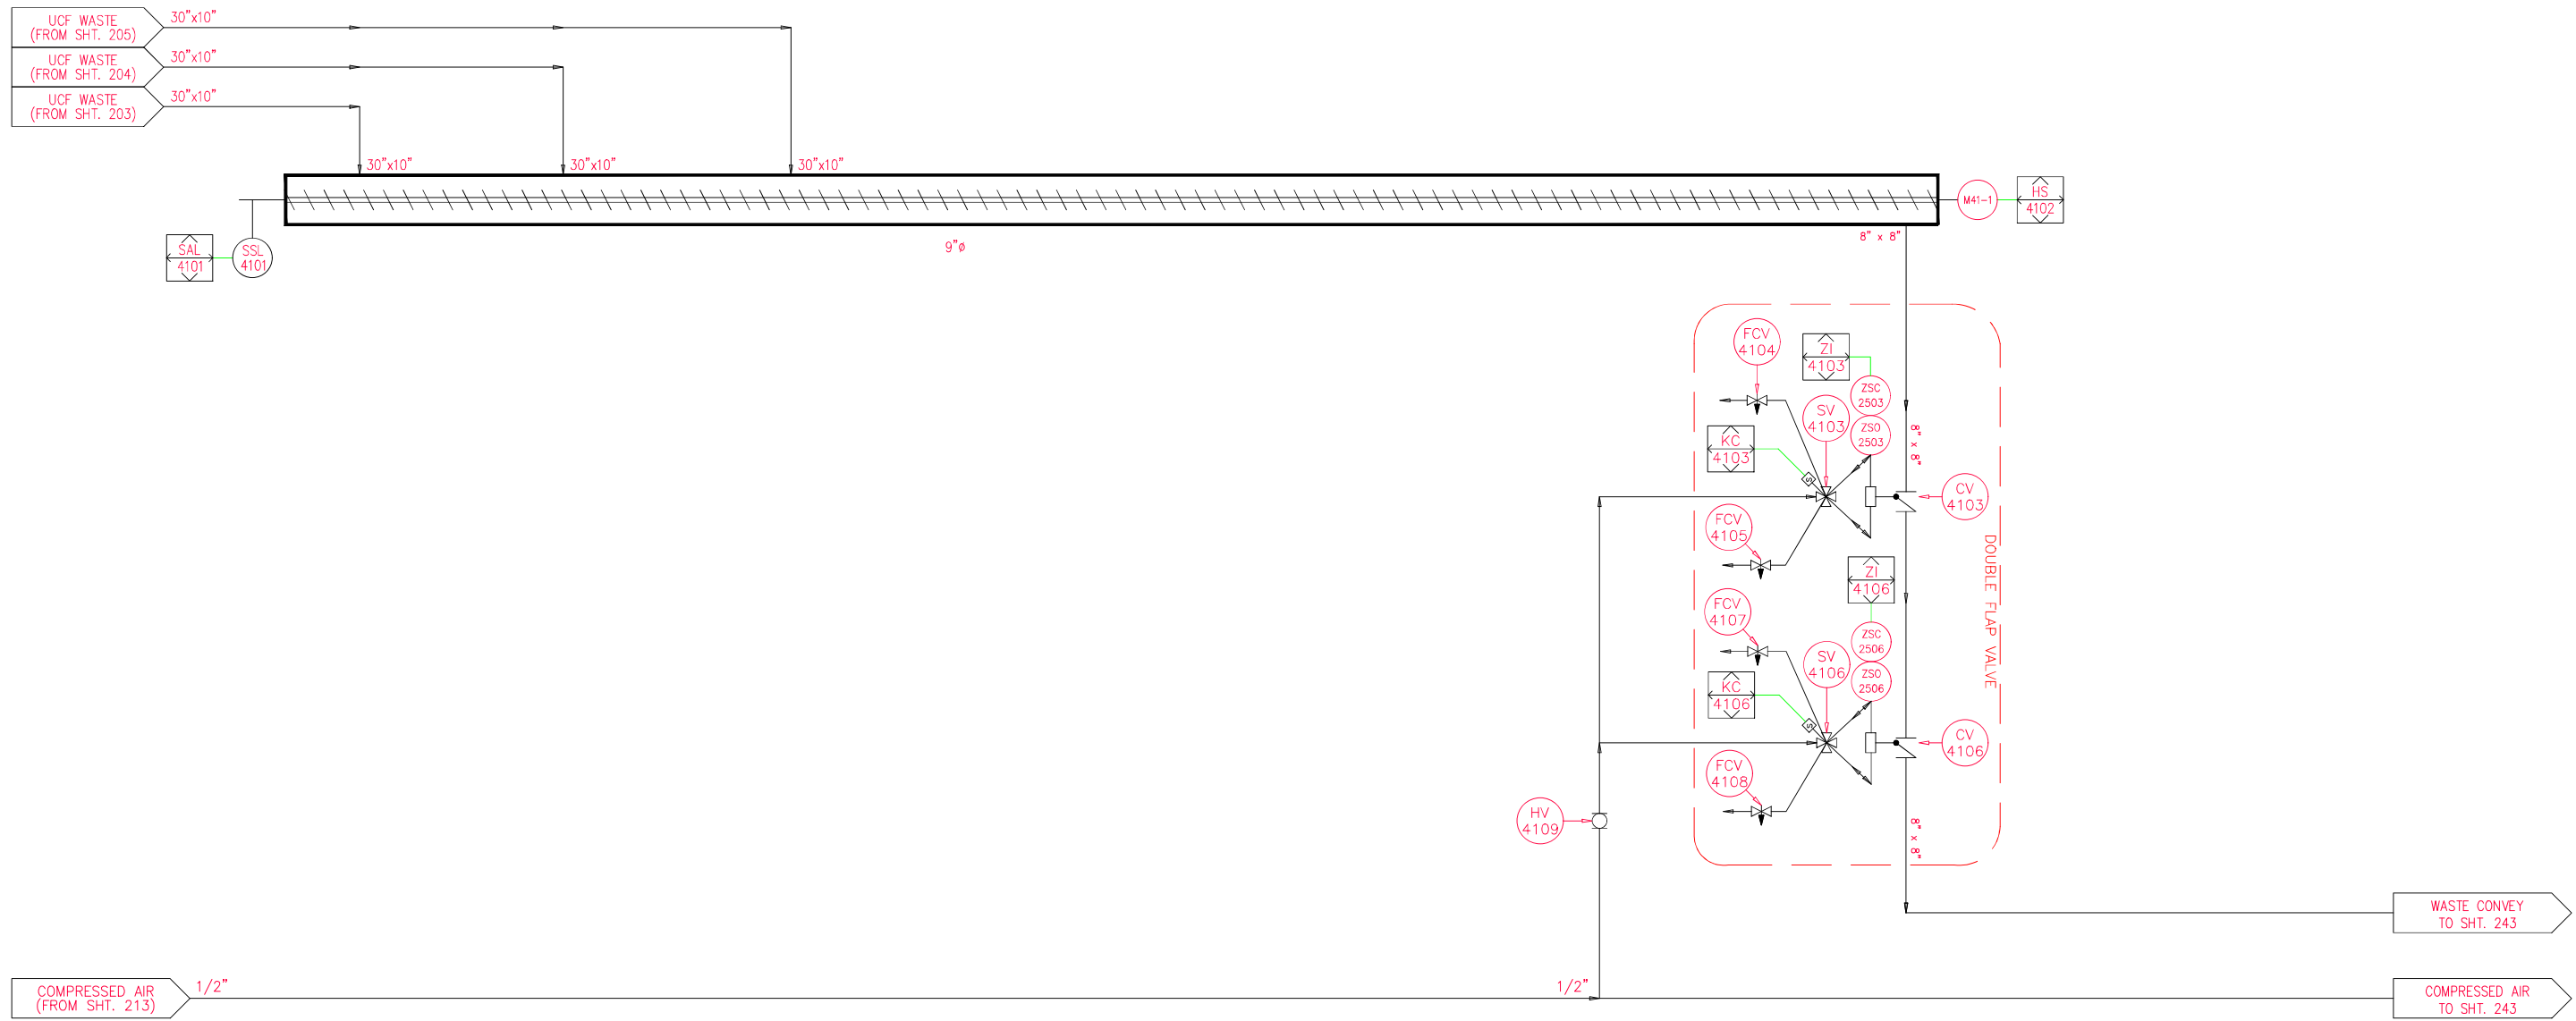 UCF WASTE
(FROM SHT. 205)
30"x10"
UCF WASTE
(FROM SHT. 204)
30"x10"
UCF WASTE
(FROM SHT. 203)
30"x10"
30"x10"
30"x10"
30"x10"
M41-1
HS
4102
SAL
4101
SSL
4101
9"ø
8" x 8"
FCV
4104
ZI
4103
ZSC
2503
SV
4103
ZSO
2503
8" x 8"
KC
4103
S
CV
4103
FCV
4105
DOUBLE FLAP VALVE
ZI
4106
FCV
4107
ZSC
2506
SV
4106
ZSO
2506
KC
4106
S
CV
4106
FCV
4108
HV
4109
8" x 8"
WASTE CONVEY
TO SHT. 243
COMPRESSED AIR
(FROM SHT. 213)
1/2"
1/2"
COMPRESSED AIR
TO SHT. 243